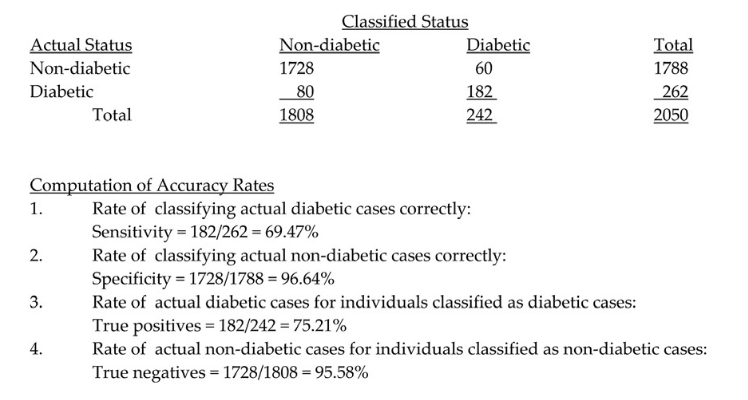 Classified Status
Actual Status Non-diabetic Diabetic Total
Non-diabetic 1728 60 1788
Diabetic 80 182 262
Total 1808 242 2050
Computation of Accuracy Rates
1. Rate of classifying actual diabetic cases correctly:
Sensitivity = 182/262 = 69.47%
2. Rate of classifying actual non-diabetic cases correctly:
Specificity = 1728/1788 = 96.64%
3. Rate of actual diabetic cases for individuals classified as diabetic cases:
True positives = 182/242 = 75.21%
4. Rate of actual non-diabetic cases for individuals classified as non-diabetic cases:
True negatives = 1728/1808 = 95.58%